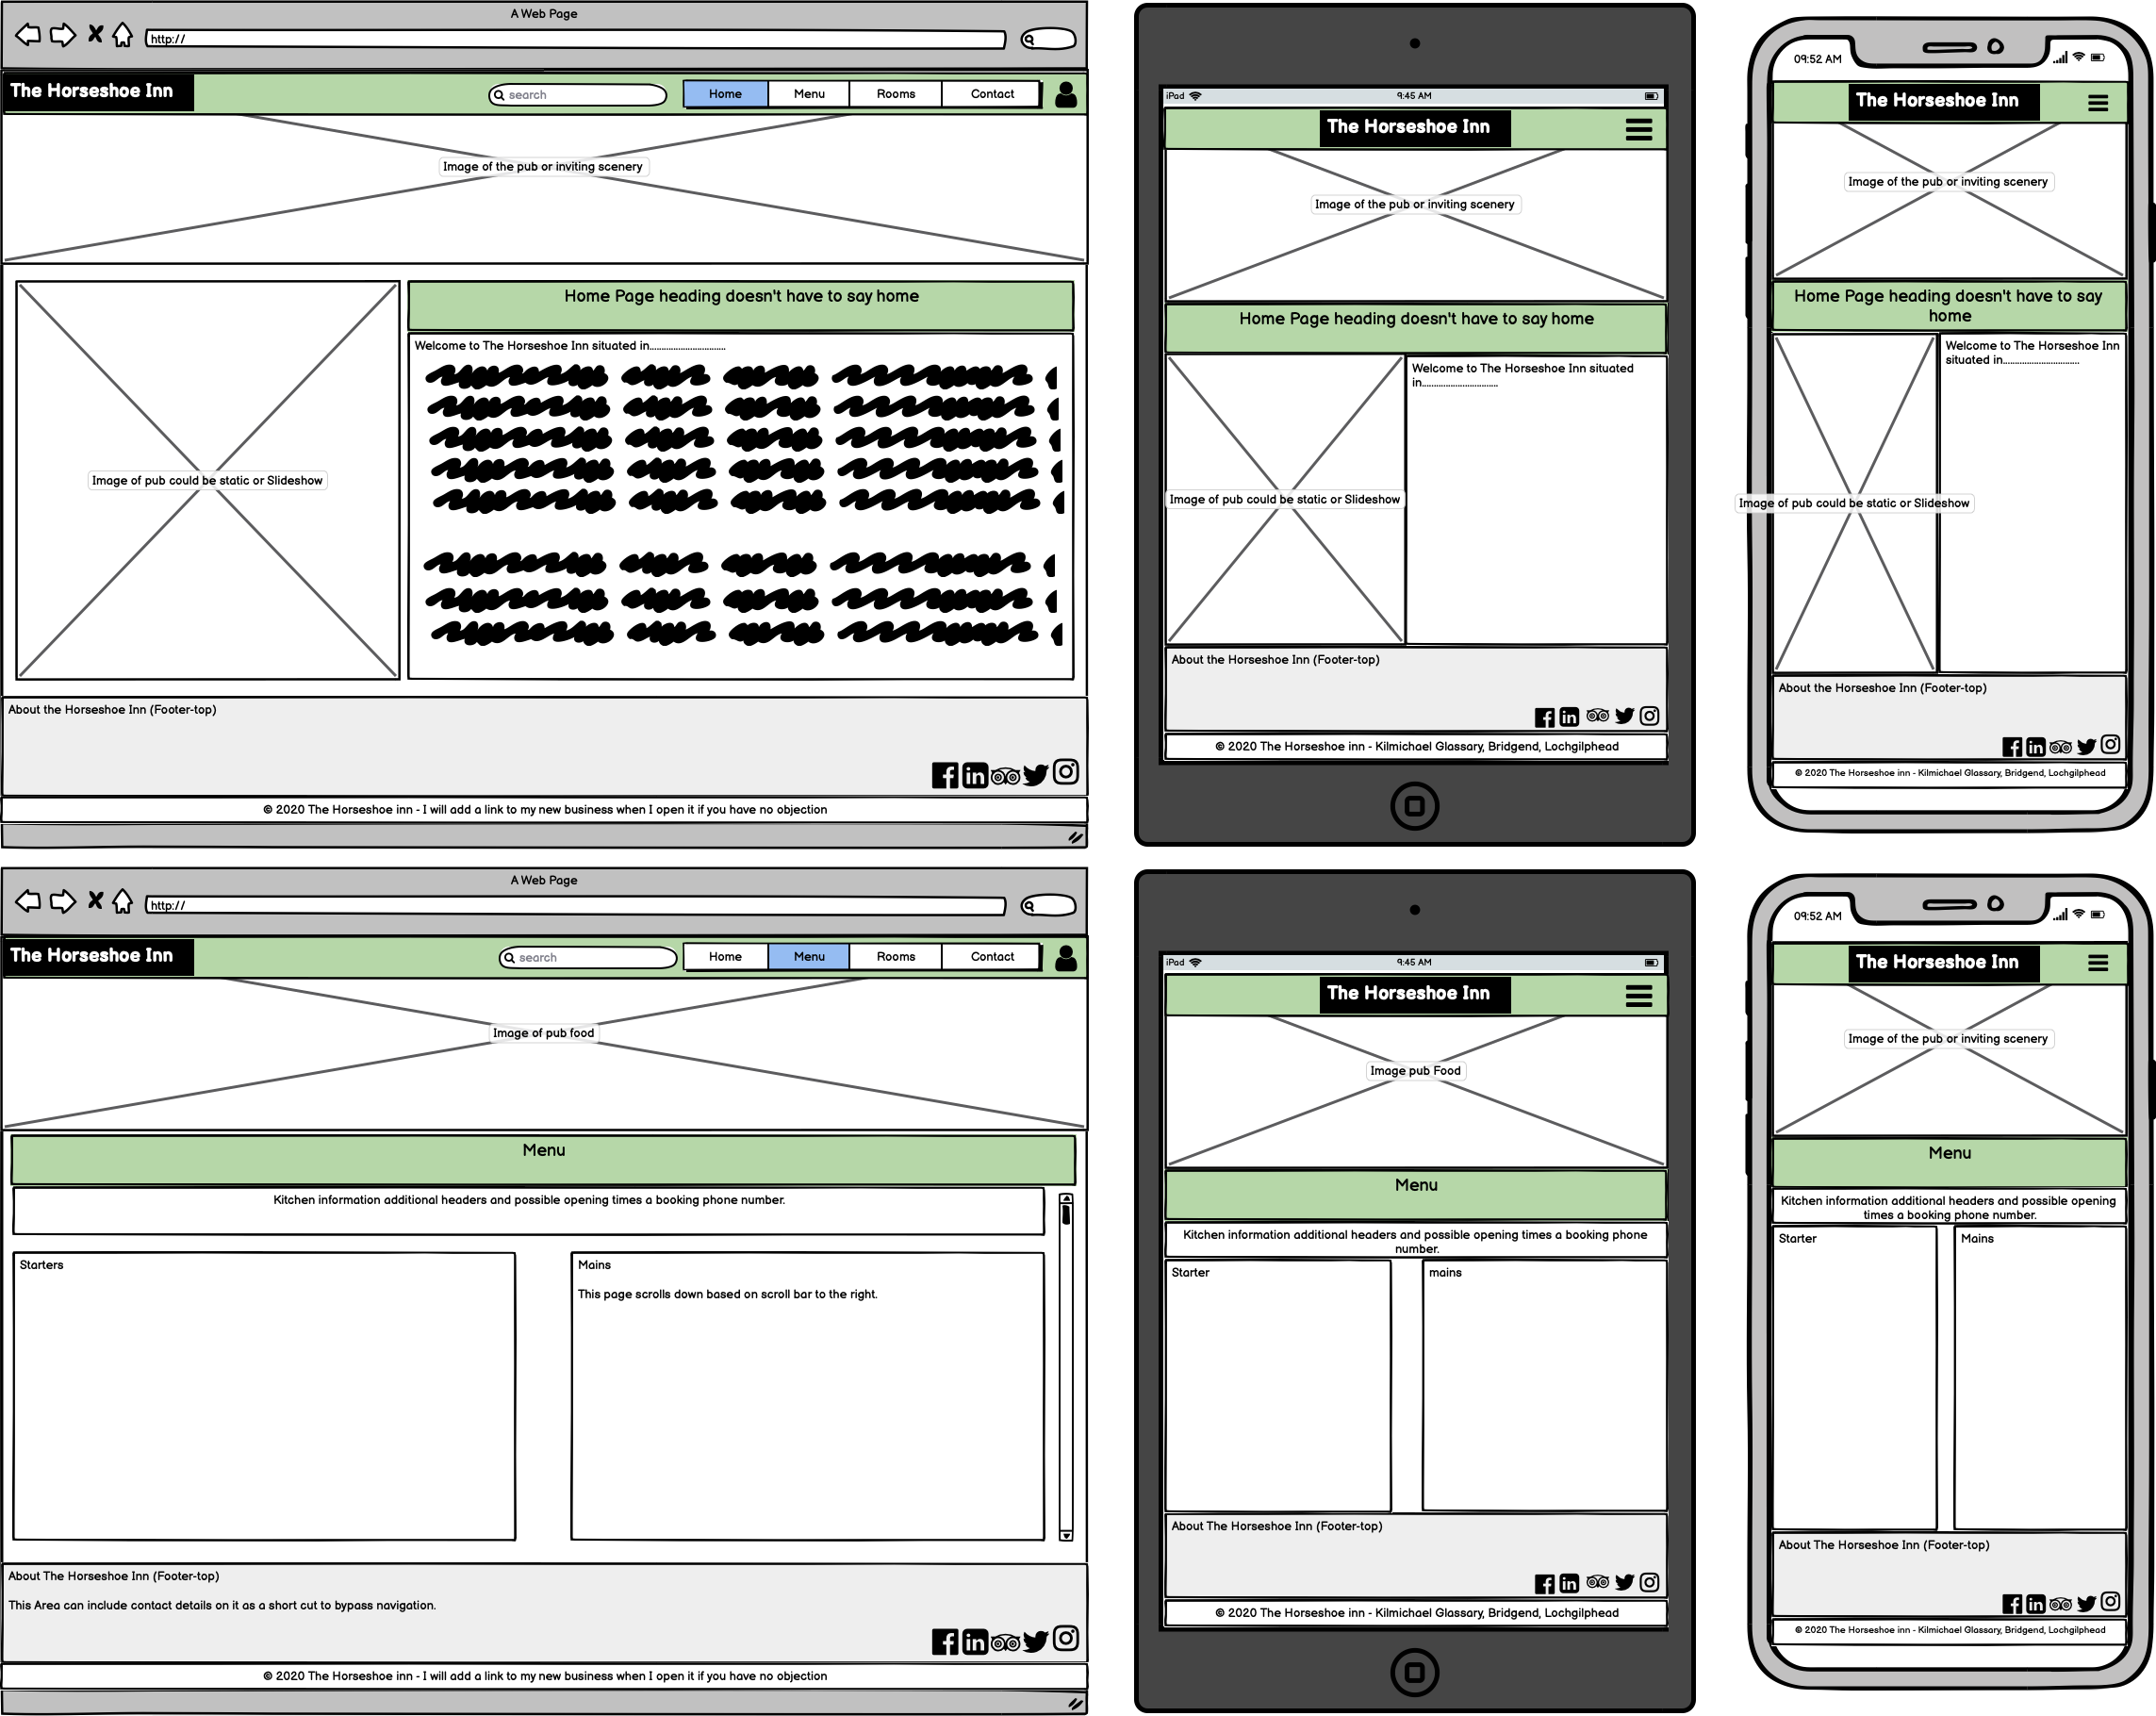 A Web Page
http://
The Horseshoe Inn
search
Home Menu Rooms Contact
Image of the pub or inviting scenery
Home Page heading doesn't have to say home
Image of pub could be static or Slideshow
Welcome to The Horseshoe Inn situated in................................
About the Horseshoe Inn (Footer-top)
© 2020 The Horseshoe inn - I will add a link to my new business when I open it if you have no objection
iPad 9:45 AM
The Horseshoe Inn
Image of the pub or inviting scenery
Home Page heading doesn't have to say home
Image of pub could be static or Slideshow
Welcome to The Horseshoe Inn situated
in................................
About the Horseshoe Inn (Footer-top)
© 2020 The Horseshoe inn - Kilmichael Glassary, Bridgend, Lochgilphead
09:52 AM
The Horseshoe Inn
Image of the pub or inviting scenery
Home Page heading doesn't have to say
home
Image of pub could be static or Slideshow
Welcome to The Horseshoe Inn
situated in................................
About the Horseshoe Inn (Footer-top)
© 2020 The Horseshoe inn - Kilmichael Glassary, Bridgend, Lochgilphead
A Web Page
http://
The Horseshoe Inn
search
Home Menu Rooms Contact
Image of pub food
Menu
Kitchen information additional headers and possible opening times a booking phone number.
Starters
Mains
This page scrolls down based on scroll bar to the right.
About The Horseshoe Inn (Footer-top)
This Area can include contact details on it as a short cut to bypass navigation.
© 2020 The Horseshoe inn - I will add a link to my new business when I open it if you have no objection
iPad 9:45 AM
The Horseshoe Inn
Image pub Food
Menu
Kitchen information additional headers and possible opening times a booking phone
number.
Starter
mains
About The Horseshoe Inn (Footer-top)
© 2020 The Horseshoe inn - Kilmichael Glassary, Bridgend, Lochgilphead
09:52 AM
The Horseshoe Inn
Image of the pub or inviting scenery
Menu
Kitchen information additional headers and possible opening
times a booking phone number.
Starter
Mains
About The Horseshoe Inn (Footer-top)
© 2020 The Horseshoe inn - Kilmichael Glassary, Bridgend, Lochgilphead